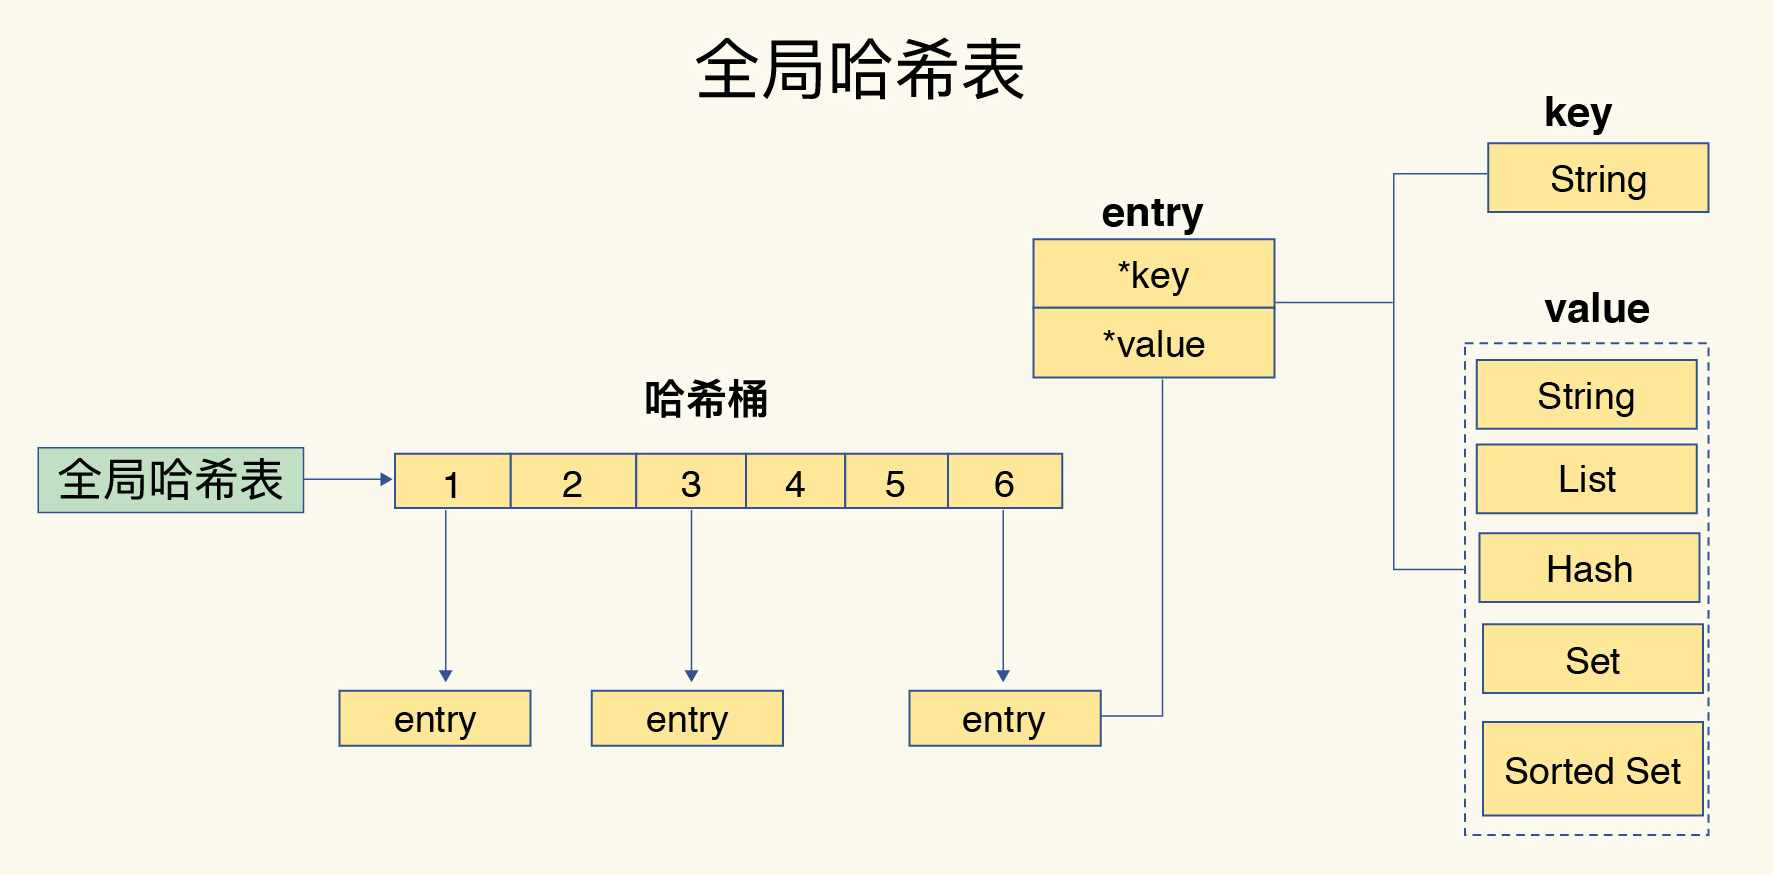 全局哈希表
key
String
entry
*key
*value
value
String
List
Hash
Set
Sorted Set
哈希桶
全局哈希表
1
2
3
4
5
6
entry
entry
entry